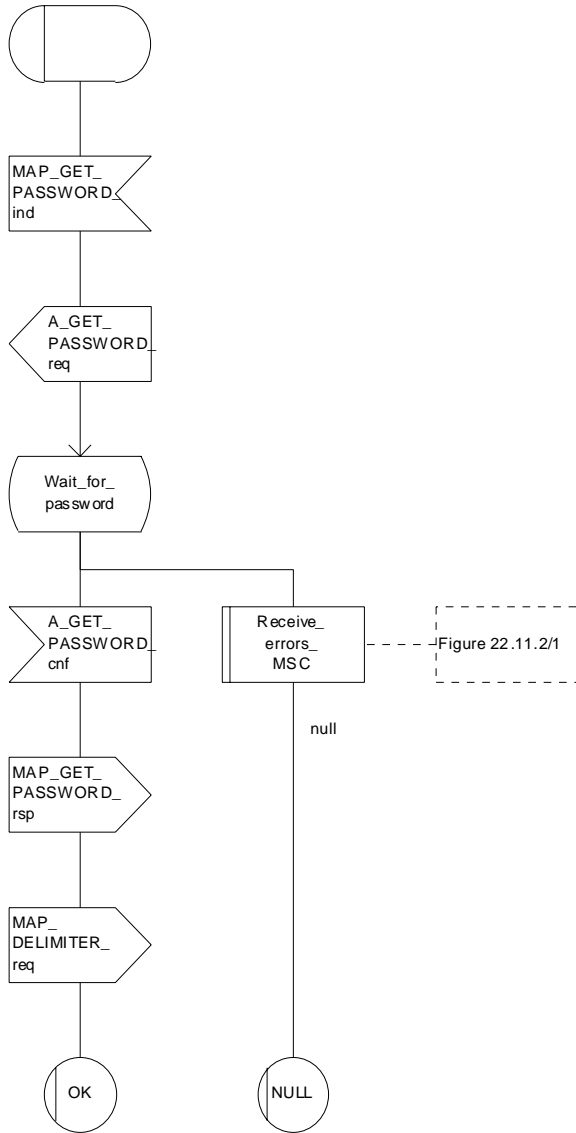 MAP_GET_
PASSWORD_
ind
A_GET_
PASSWORD_
req
Wait_for_
password
A_GET_
PASSWORD_
cnf
Receive_
errors_
MSC
Figure 22.11.2/1
null
MAP_GET_
PASSWORD_
rsp
MAP_
DELIMITER_
req
OK
NULL